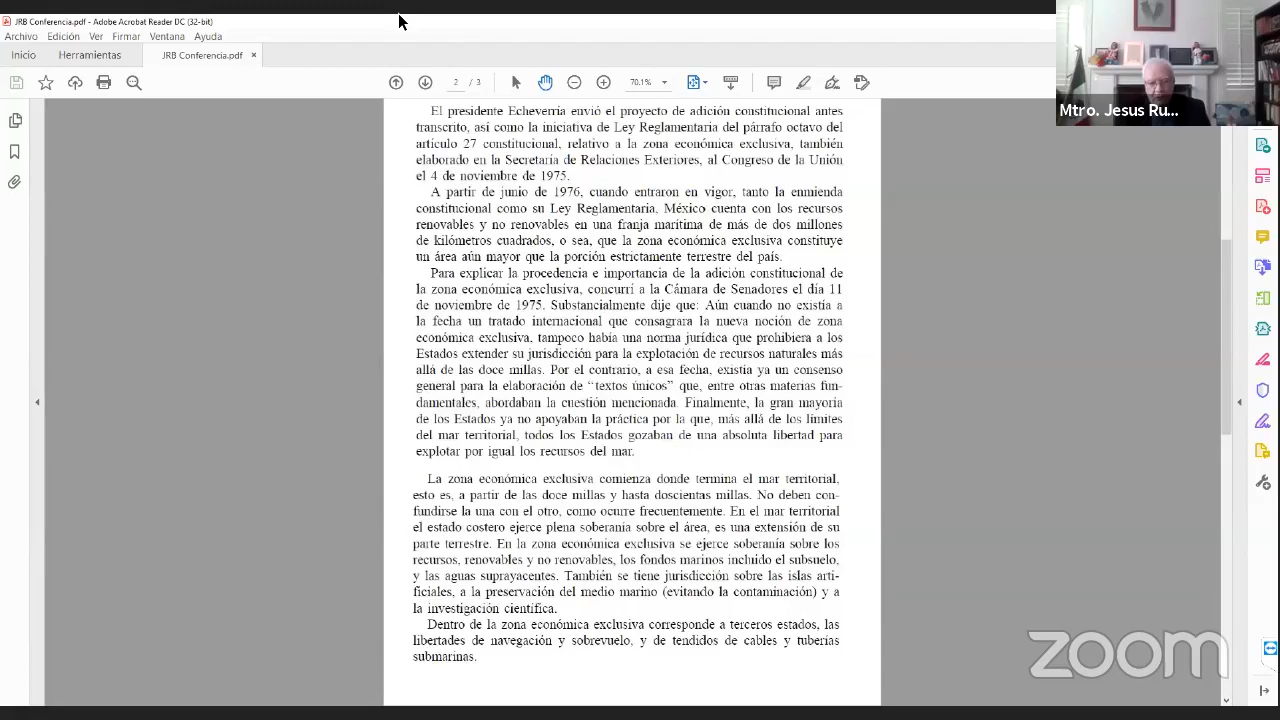 JRB Conferencia.pdf - Adobe Acrobat Reader DC (32-bit)
Archivo Edición Ver Firmar Ventana Ayuda
Inicio Herramientas JRB Conferencia.pdf ×
2 / 3 70.1%
Mtro. Jesus Ru...
El presidente Echeverría envió el proyecto de adición constitucional antes
transcrito, así como la iniciativa de Ley Reglamentaria del párrafo octavo del
artículo 27 constitucional, relativo a la zona económica exclusiva, también
elaborado en la Secretaría de Relaciones Exteriores, al Congreso de la Unión
el 4 de noviembre de 1975.
A partir de junio de 1976, cuando entraron en vigor, tanto la enmienda
constitucional como su Ley Reglamentaria, México cuenta con los recursos
renovables y no renovables en una franja marítima de más de dos millones
de kilómetros cuadrados, o sea, que la zona económica exclusiva constituye
un área aún mayor que la porción estrictamente terrestre del país.
Para explicar la procedencia e importancia de la adición constitucional de
la zona económica exclusiva, concurrí a la Cámara de Senadores el día 11
de noviembre de 1975. Substancialmente dije que: Aún cuando no existía a
la fecha un tratado internacional que consagrara la nueva noción de zona
económica exclusiva, tampoco había una norma jurídica que prohibiera a los
Estados extender su jurisdicción para la explotación de recursos naturales más
allá de las doce millas. Por el contrario, a esa fecha, existía ya un consenso
general para la elaboración de “textos únicos” que, entre otras materias fun-
damentales, abordaban la cuestión mencionada. Finalmente, la gran mayoría
de los Estados ya no apoyaban la práctica por la que, más allá de los límites
del mar territorial, todos los Estados gozaban de una absoluta libertad para
explotar por igual los recursos del mar.
La zona económica exclusiva comienza donde termina el mar territorial,
esto es, a partir de las doce millas y hasta doscientas millas. No deben con-
fundirse la una con el otro, como ocurre frecuentemente. En el mar territorial
el estado costero ejerce plena soberanía sobre el área, es una extensión de su
parte terrestre. En la zona económica exclusiva se ejerce soberanía sobre los
recursos, renovables y no renovables, los fondos marinos incluido el subsuelo,
y las aguas suprayacentes. También se tiene jurisdicción sobre las islas arti-
ficiales, a la preservación del medio marino (evitando la contaminación) y a
la investigación científica.
Dentro de la zona económica exclusiva corresponde a terceros estados, las
libertades de navegación y sobrevuelo, y de tendidos de cables y tuberías
submarinas.
zoom